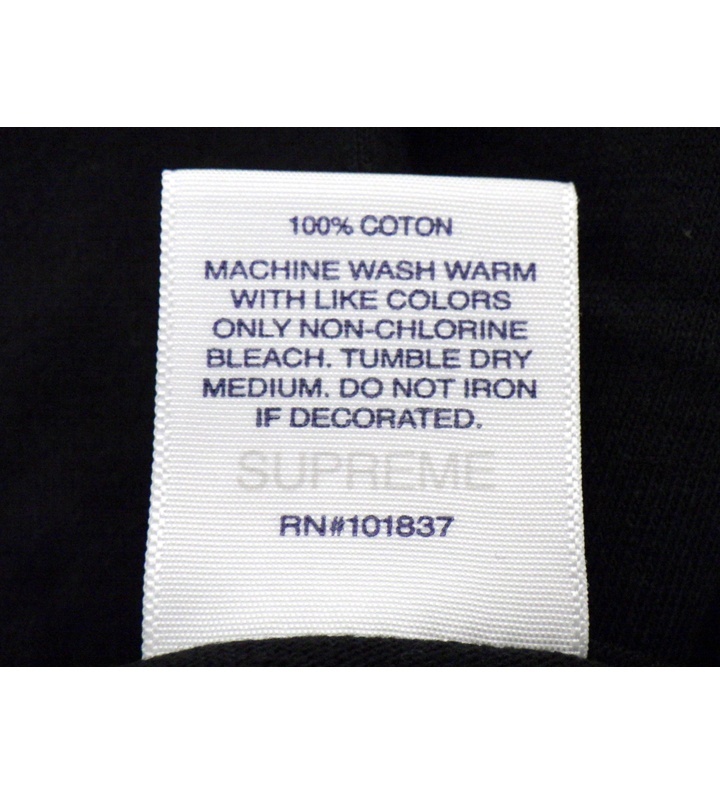 100% COTON
MACHINE WASH WARM
WITH LIKE COLORS
ONLY NON-CHLORINE
BLEACH. TUMBLE DRY
MEDIUM. DO NOT IRON
IF DECORATED.
SUPREME
RN#101837